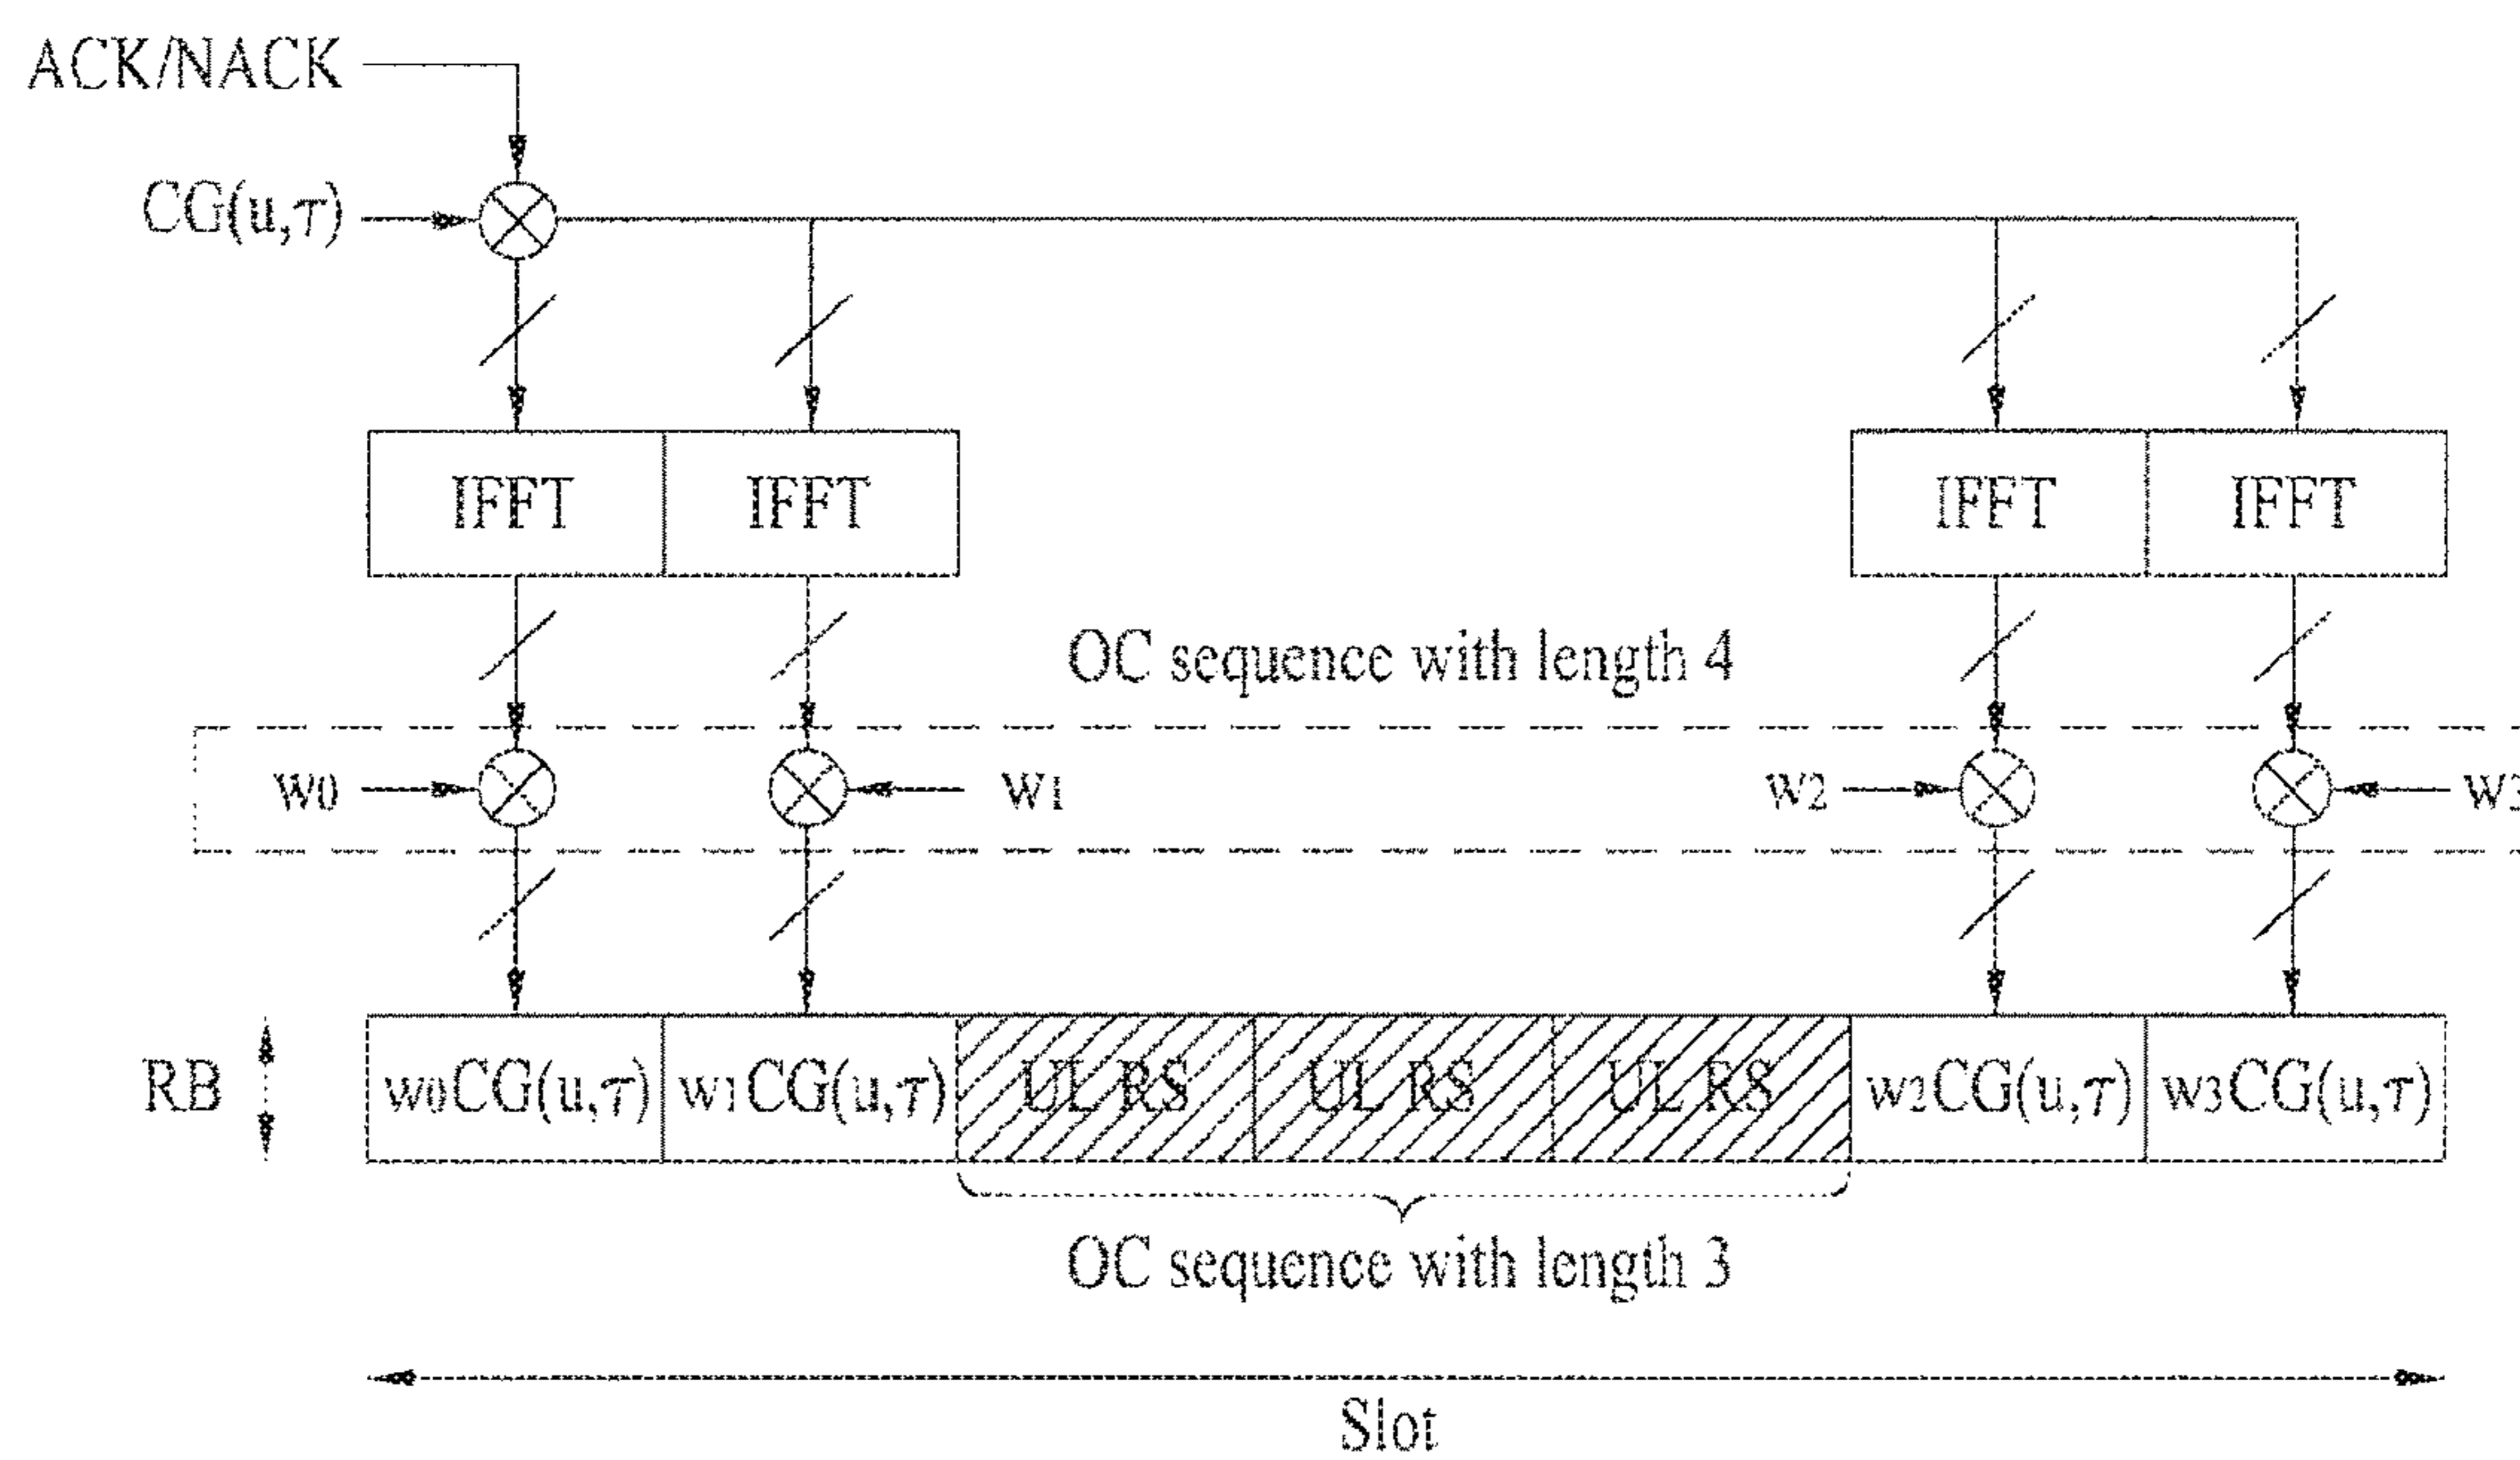 ACK/NACK
CG(u,τ)
IFFT IFFT IFFT IFFT
OC sequence with length 4
w0 w1 w2
RB w0CG(u,τ) w1CG(u,τ) UL RS UL RS UL RS w2CG(u,τ) w3CG(u,τ)
OC sequence with length 3
Slot